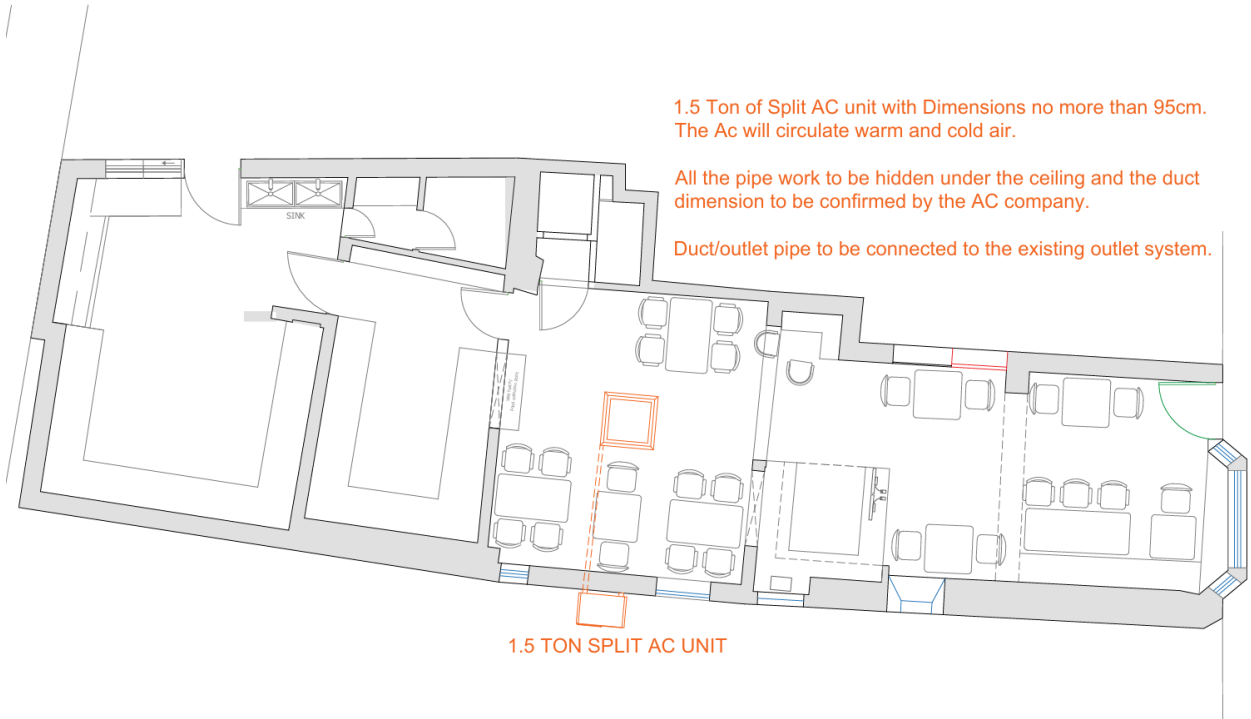 1.5 Ton of Split AC unit with Dimensions no more than 95cm.
The Ac will circulate warm and cold air.
All the pipe work to be hidden under the ceiling and the duct
dimension to be confirmed by the AC company.
Duct/outlet pipe to be connected to the existing outlet system.
SINK
1.5 TON SPLIT AC UNIT